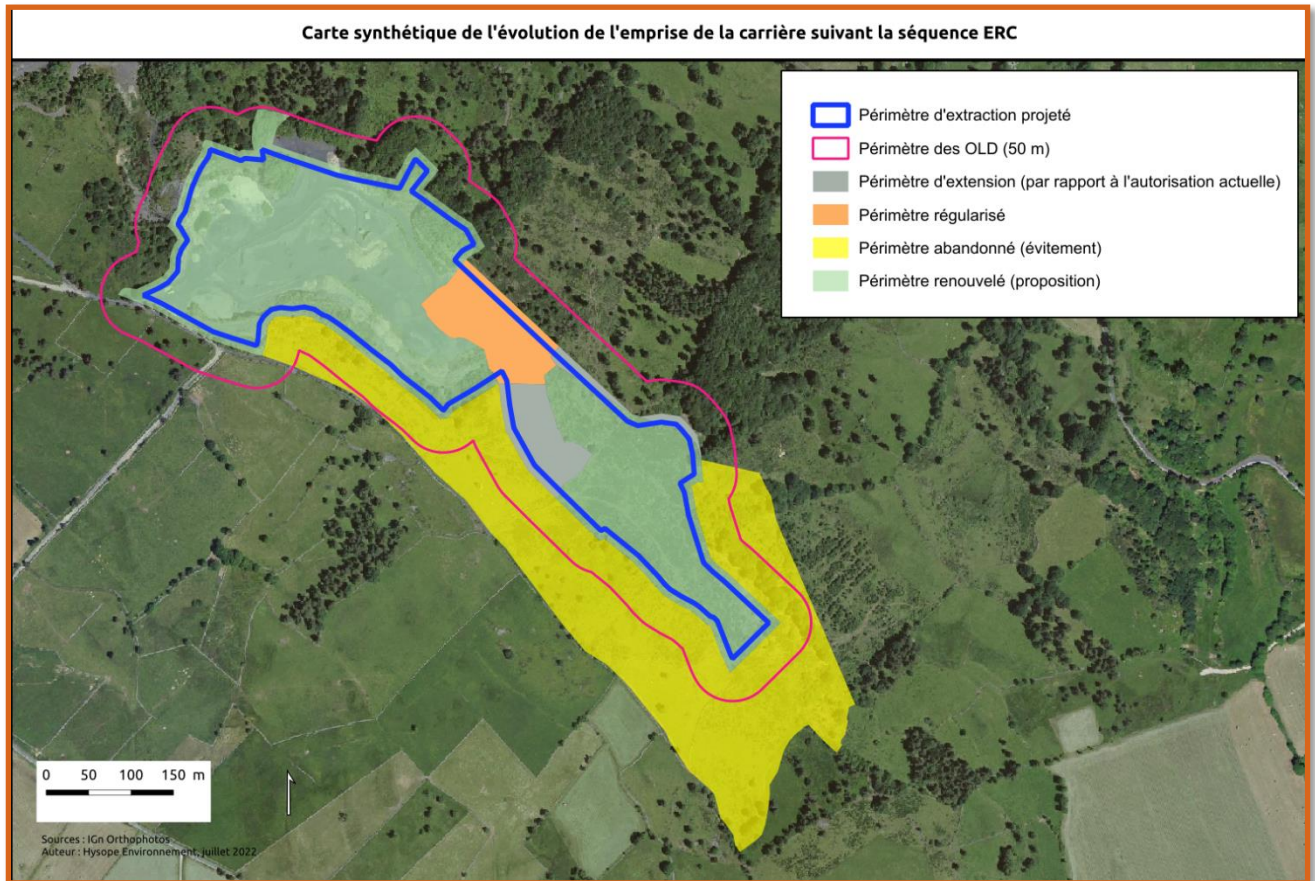 Carte synthétique de l'évolution de l'emprise de la carrière suivant la séquence ERC
Périmètre d'extraction projeté
Périmètre des OLD (50 m)
Périmètre d'extension (par rapport à l'autorisation actuelle)
Périmètre régularisé
Périmètre abandonné (évitement)
Périmètre renouvelé (proposition)
0 50 100 150 m
Sources : IGn Orthophotos
Auteur : Hysope Environnement, juillet 2022